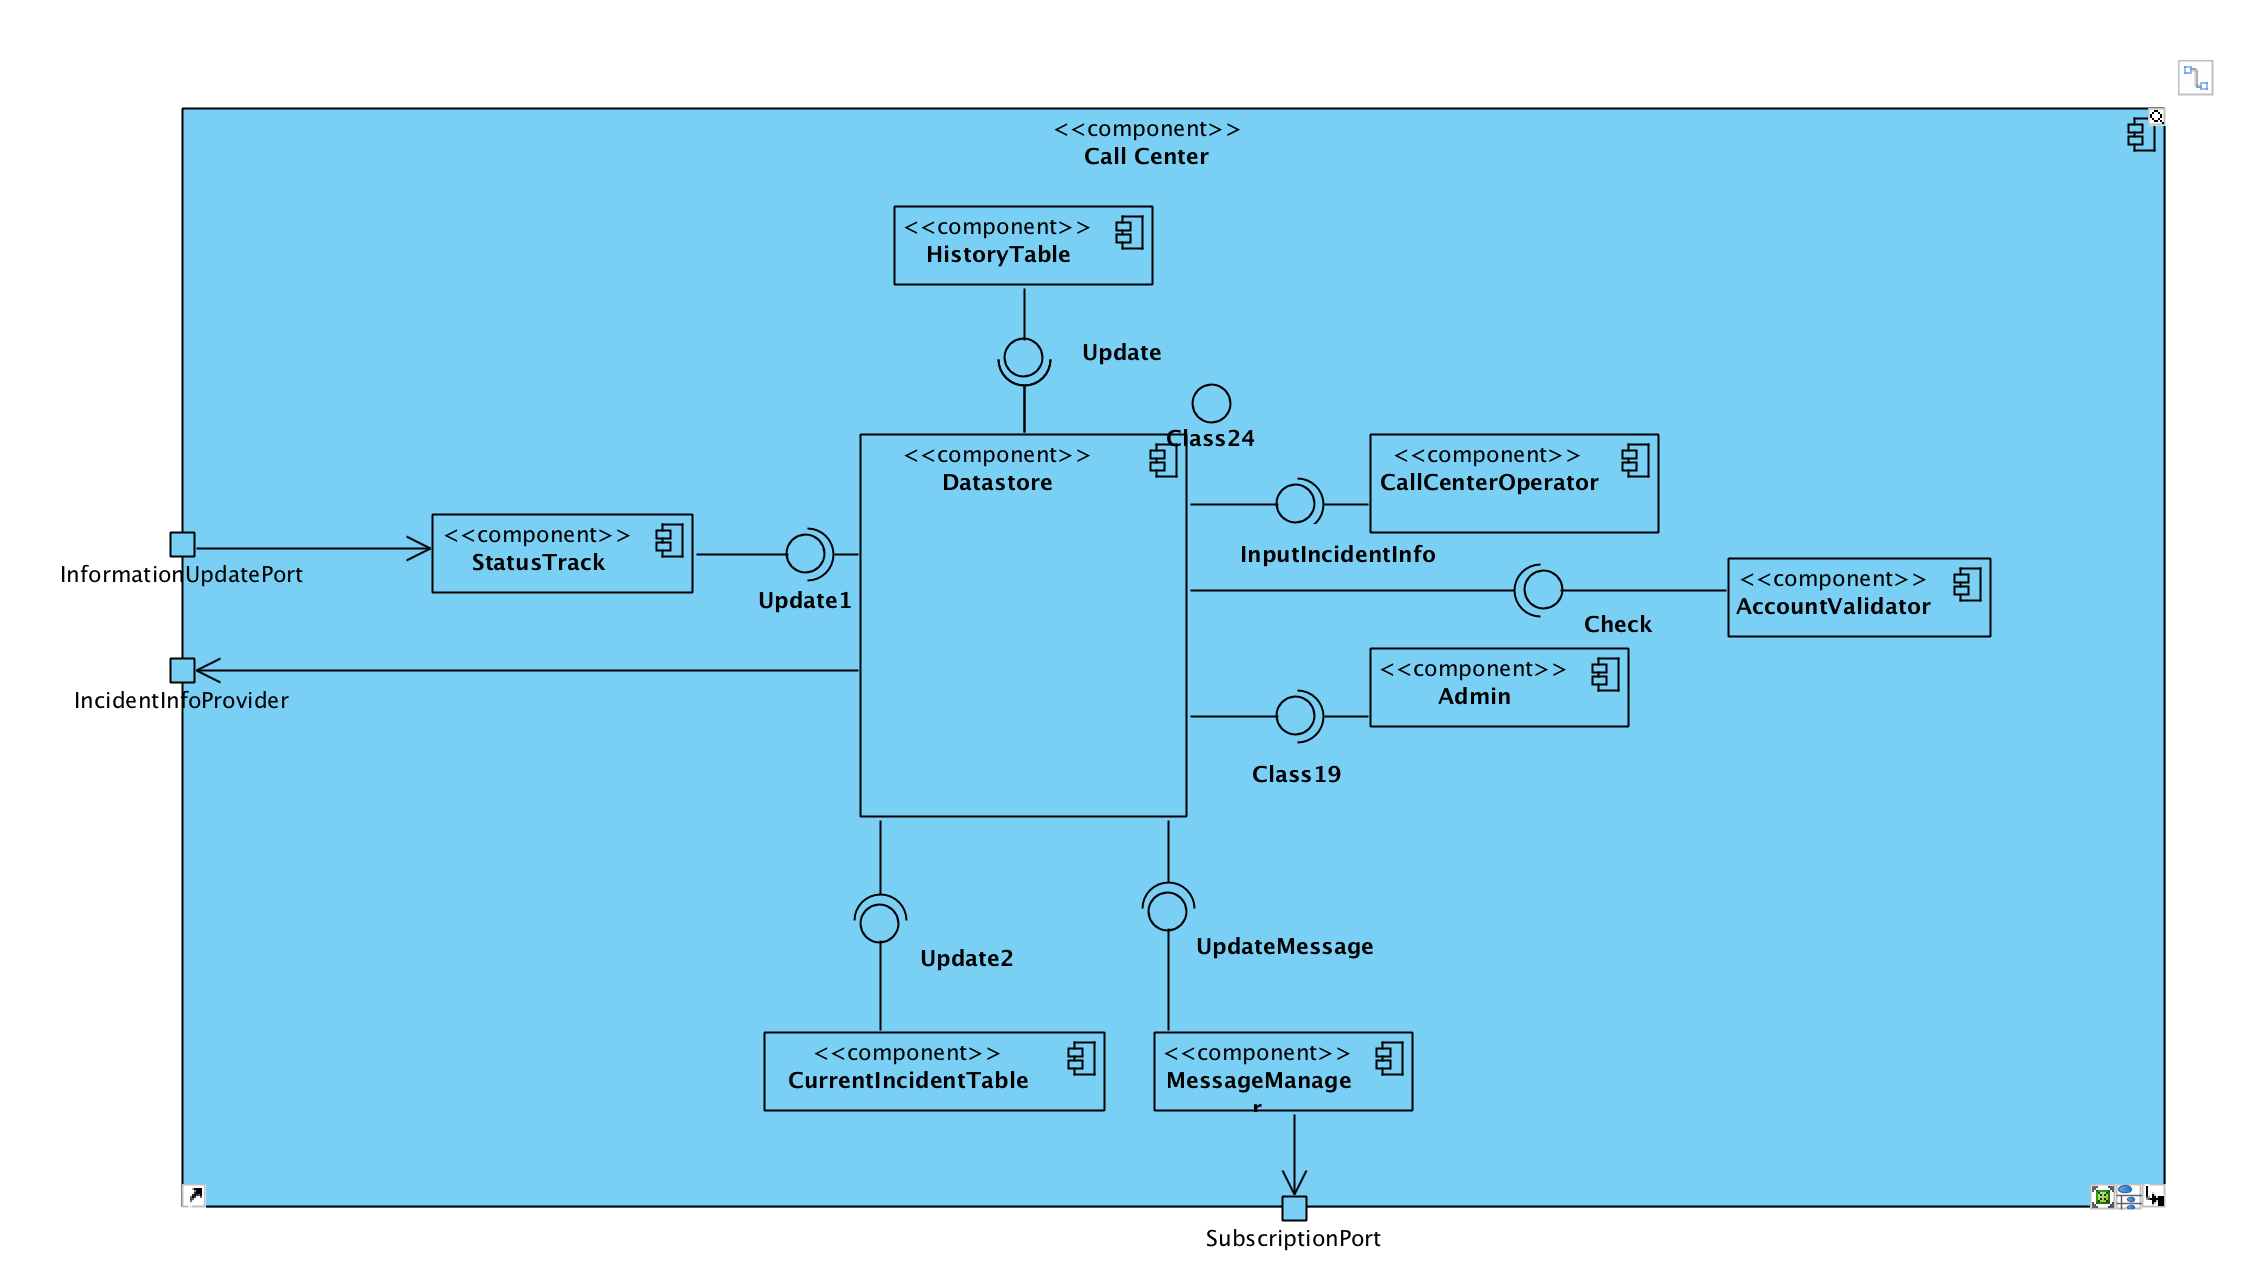 <<component>>
Call Center
<<component>>
HistoryTable
Update
Class24
<<component>>
Datastore
<<component>>
CallCenterOperator
InputIncidentInfo
<<component>>
StatusTrack
InformationUpdatePort
Update1
<<component>>
AccountValidator
Check
<<component>>
Admin
IncidentInfoProvider
Class19
Update2
UpdateMessage
<<component>>
CurrentIncidentTable
<<component>>
MessageManage
r
SubscriptionPort